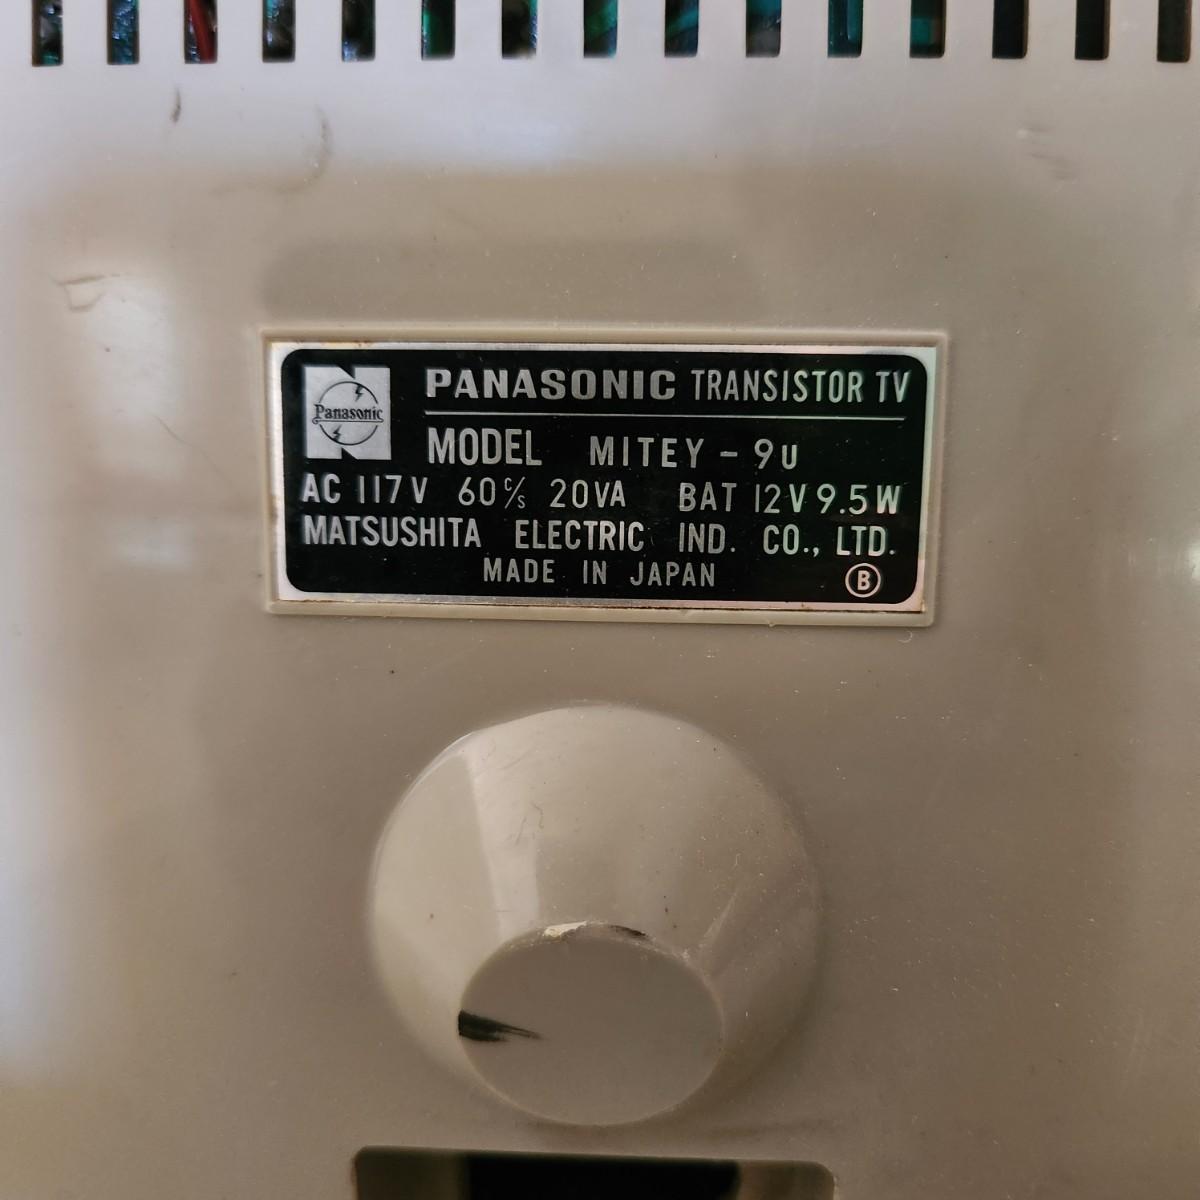 Panasonic
PANASONIC TRANSISTOR TV
MODEL MITEY-9U
AC 117V 60 c/s 20VA BAT 12V 9.5W
MATSUSHITA ELECTRIC IND. CO., LTD.
MADE IN JAPAN
B